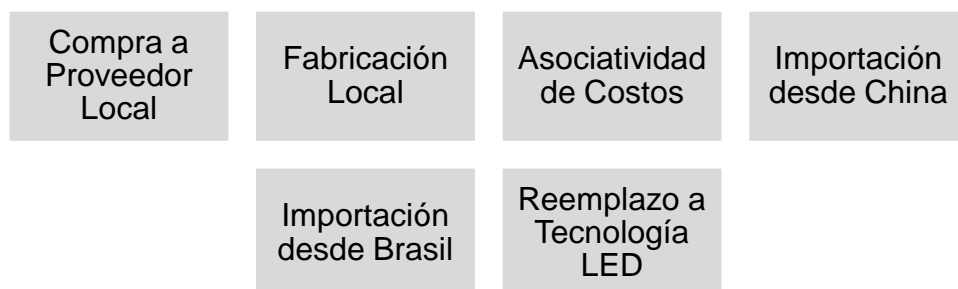 Compra a
Proveedor
Local
Fabricación
Local
Asociatividad
de Costos
Importación
desde China
Importación
desde Brasil
Reemplazo a
Tecnología
LED